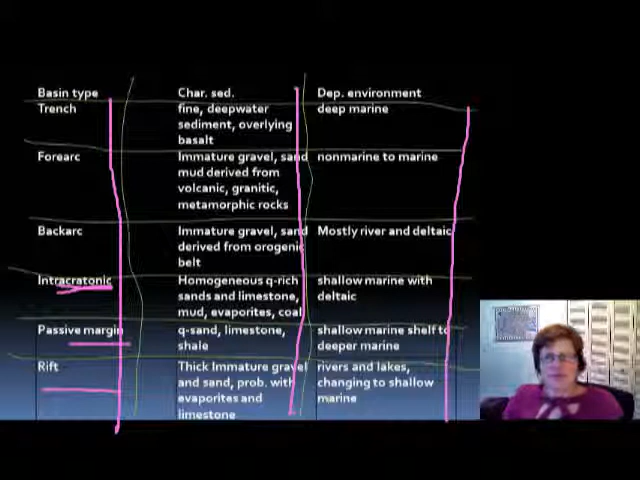 Basin type Char. sed. Dep. environment
Trench fine, deepwater deep marine
sediment, overlying
basalt
Forearc Immature gravel, sand nonmarine to marine
mud derived from
volcanic, granitic,
metamorphic rocks
Backarc Immature gravel, sand Mostly river and deltaic
derived from orogenic
belt
Intracratonic Homogeneous q-rich shallow marine with
sands and limestone, deltaic
mud, evaporites, coal
Passive margin q-sand, limestone, shallow marine shelf to
shale deeper marine
Rift Thick Immature gravel rivers and lakes,
and sand, prob. with changing to shallow
evaporites and marine
limestone